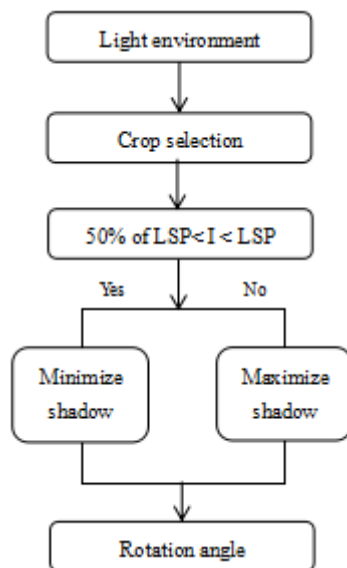 Light environment
Crop selection
50% of LSP< I < LSP
Yes
No
Minimize
shadow
Maximize
shadow
Rotation angle